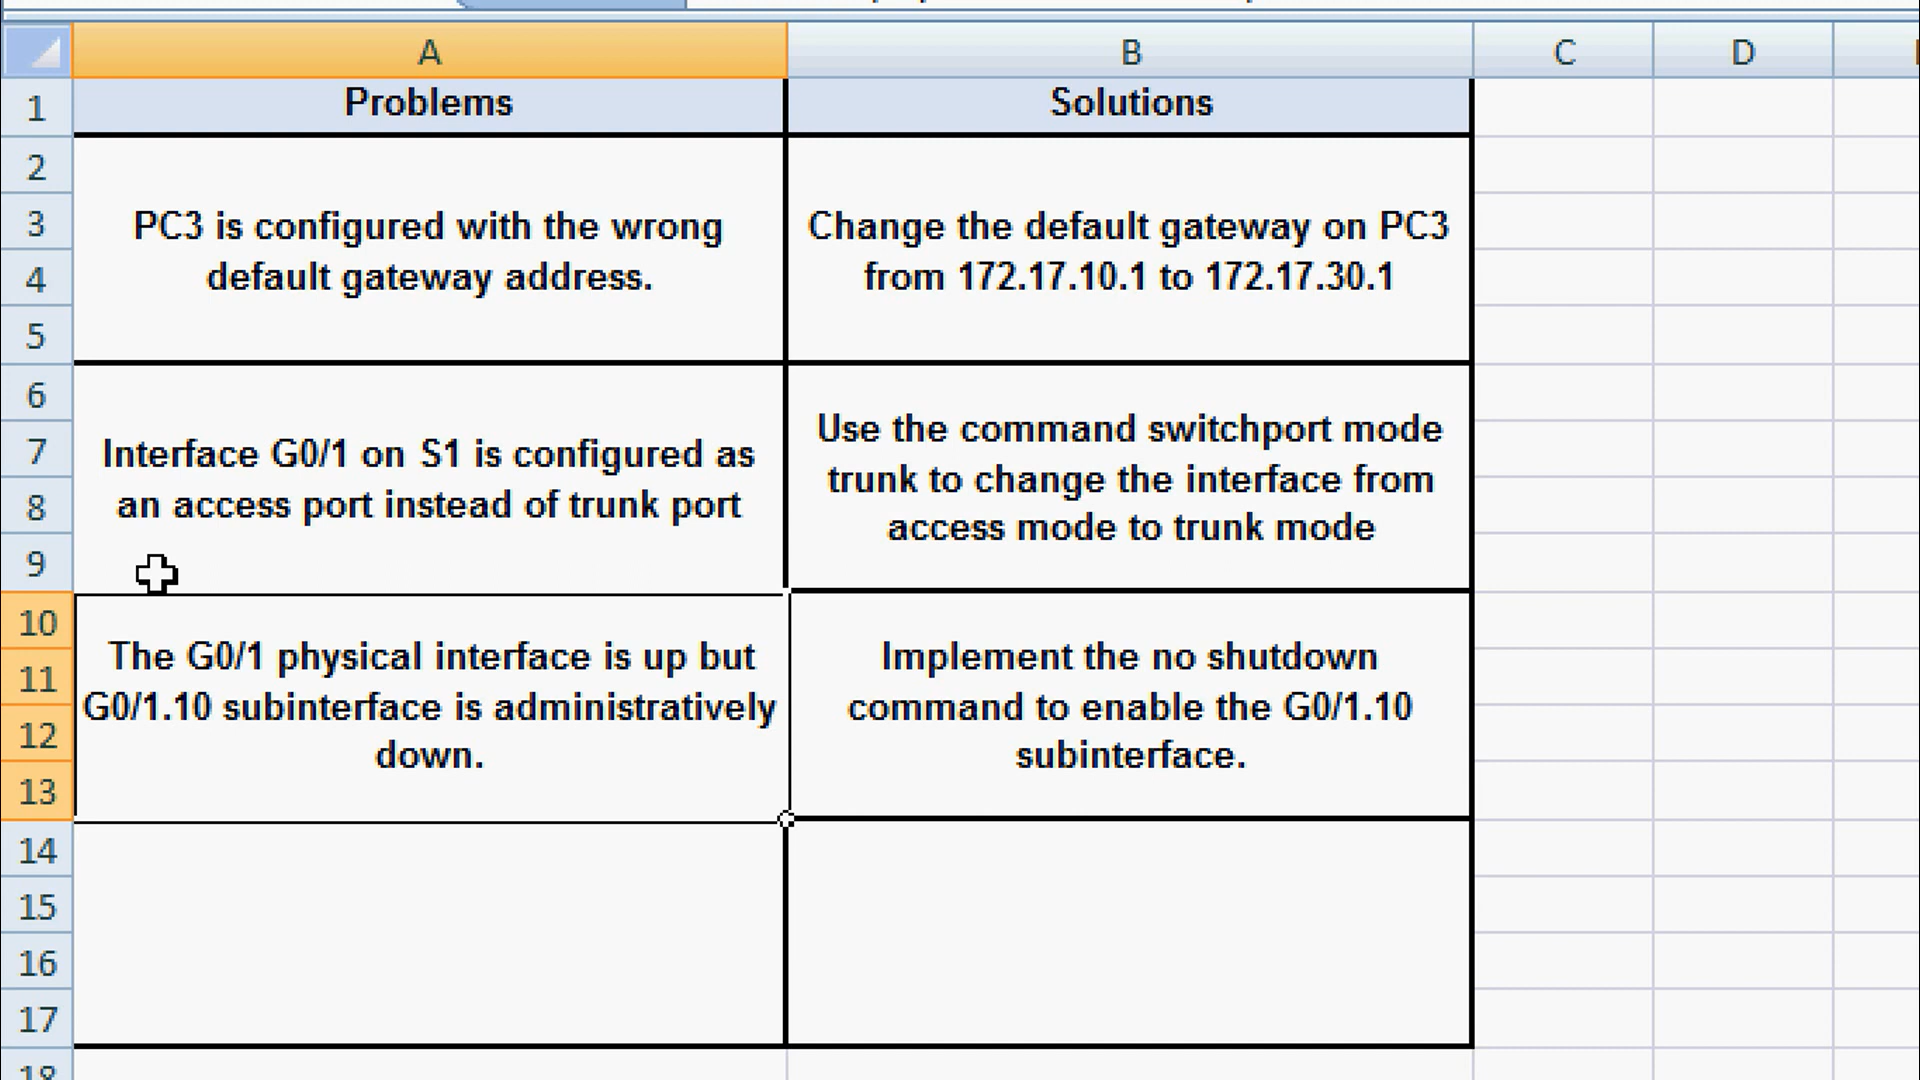 A B C D
1 Problems Solutions
2
3 PC3 is configured with the wrong Change the default gateway on PC3
4 default gateway address. from 172.17.10.1 to 172.17.30.1
5
6
Use the command switchport mode
7 Interface G0/1 on S1 is configured as
trunk to change the interface from
8 an access port instead of trunk port
access mode to trunk mode
9
10
The G0/1 physical interface is up but Implement the no shutdown
11
G0/1.10 subinterface is administratively command to enable the G0/1.10
12
down. subinterface.
13
14
15
16
17
18